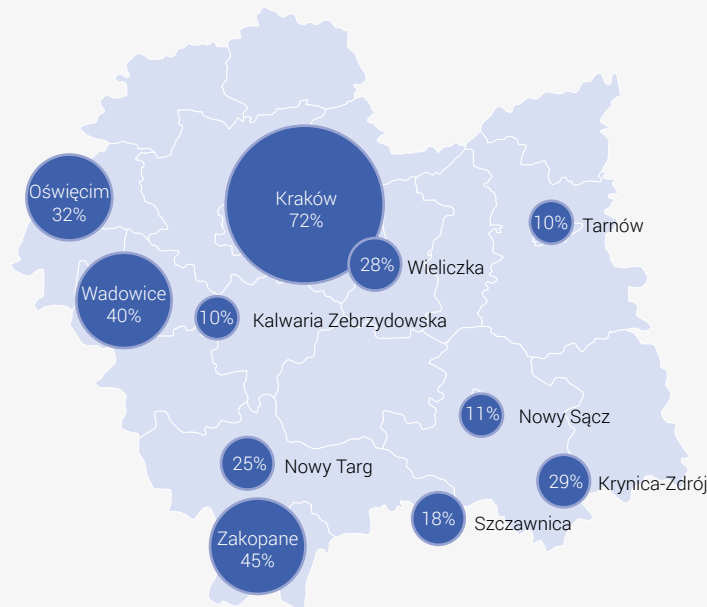 Oświęcim
32%
Kraków
72%
10% Tarnów
28% Wieliczka
Wadowice
40%
10% Kalwaria Zebrzydowska
11% Nowy Sącz
25% Nowy Targ
29% Krynica-Zdrój
18% Szczawnica
Zakopane
45%